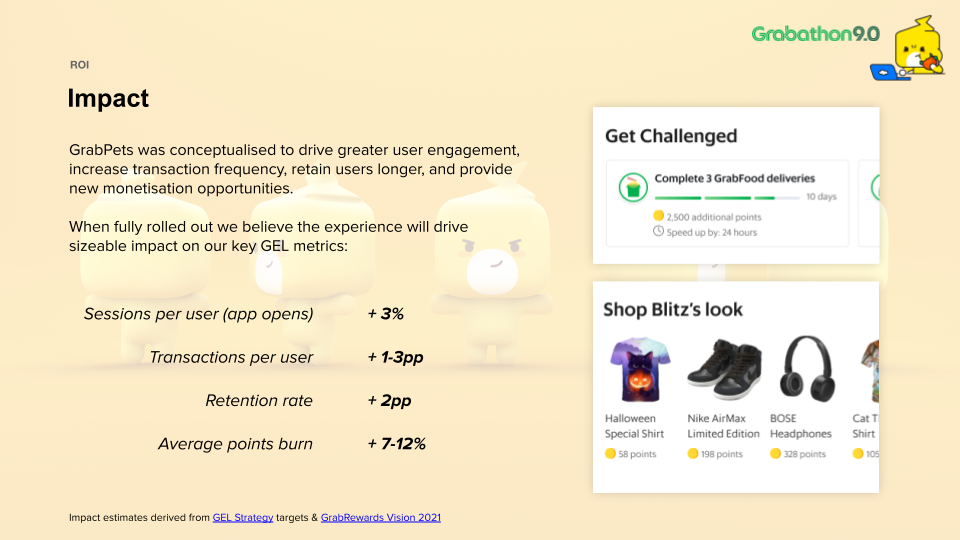 Grabathon9.0
ROI
Impact
GrabPets was conceptualised to drive greater user engagement,
increase transaction frequency, retain users longer, and provide
new monetisation opportunities.
When fully rolled out we believe the experience will drive
sizeable impact on our key GEL metrics:
Sessions per user (app opens) + 3%
Transactions per user + 1-3pp
Retention rate + 2pp
Average points burn + 7-12%
Impact estimates derived from GEL Strategy targets & GrabRewards Vision 2021
Get Challenged
Complete 3 GrabFood deliveries
10 days
2,500 additional points
Speed up by: 24 hours
Shop Blitz's look
Halloween
Special Shirt
58 points
Nike AirMax
Limited Edition
198 points
BOSE
Headphones
328 points
Cat
Shirt
105